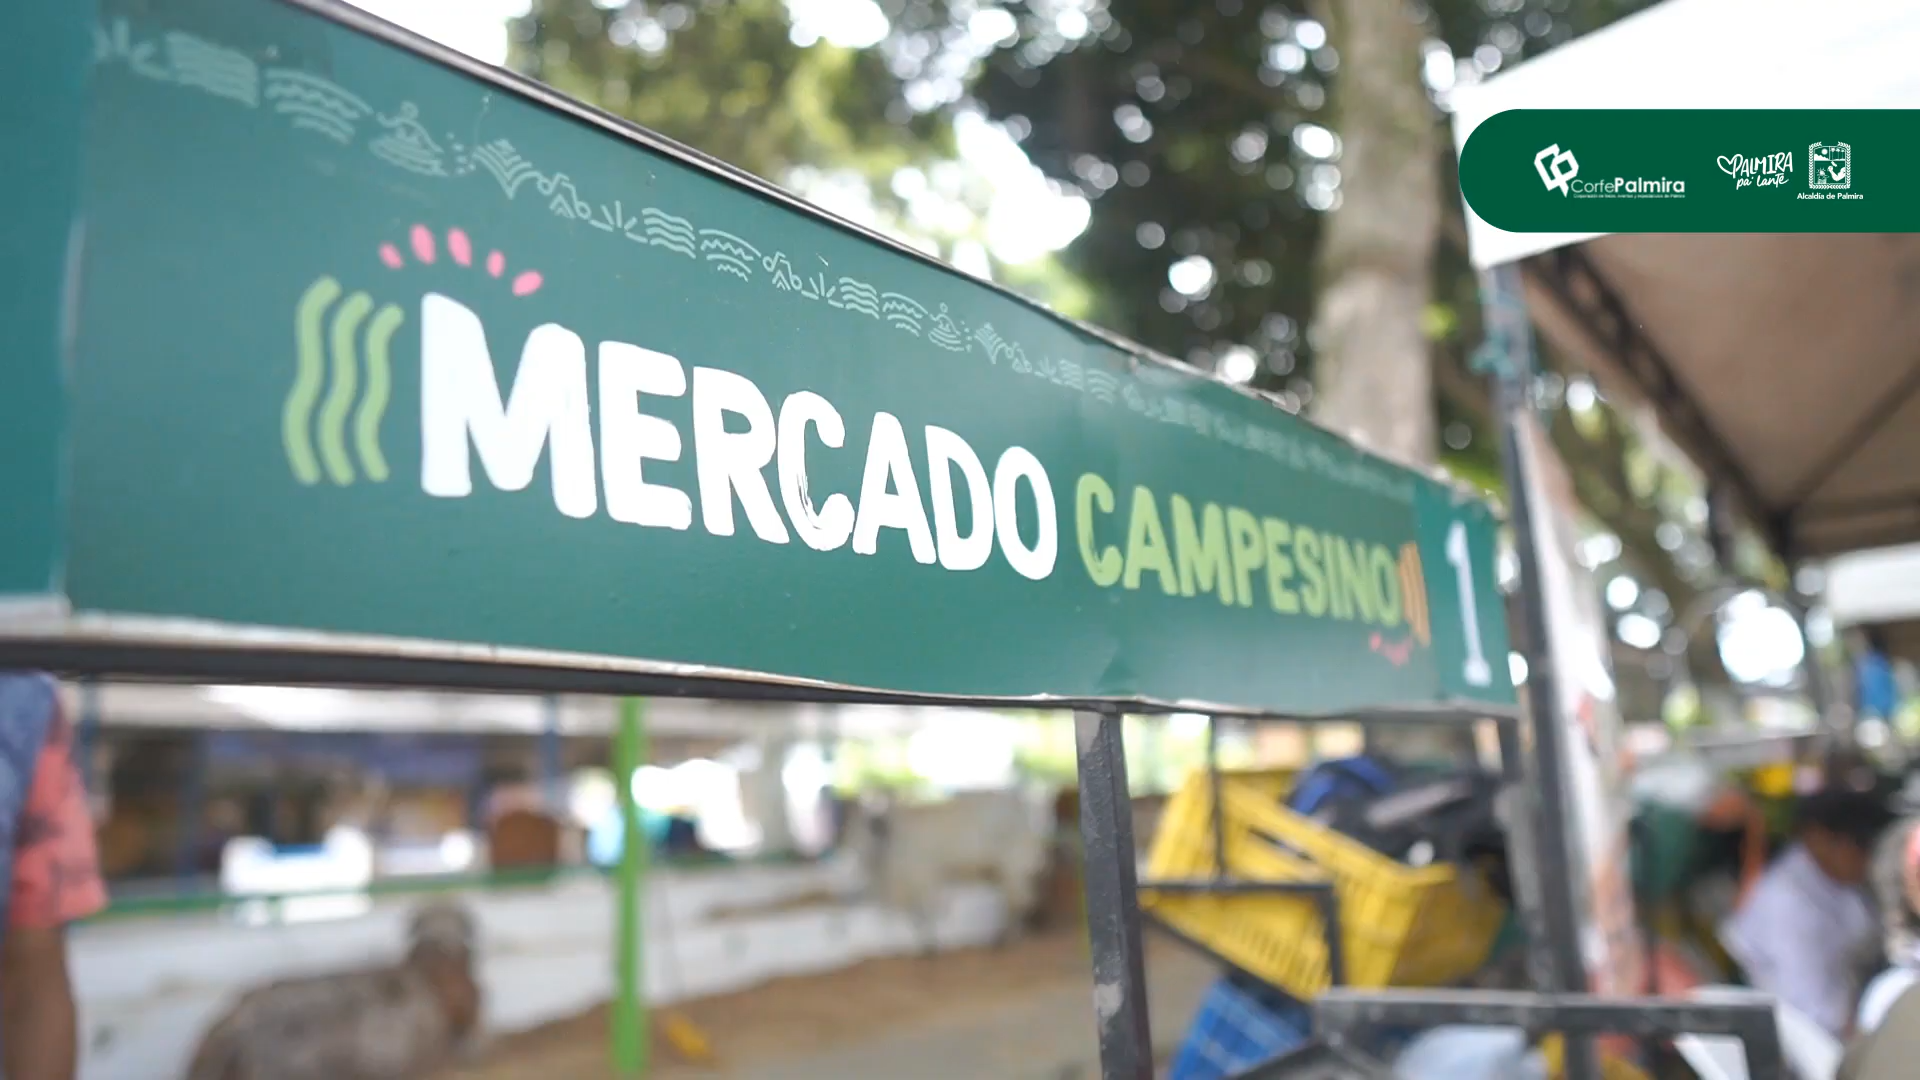 MERCADO CAMPESINO 1
CorfePalmira
PALMIRA
pa' lante
Alcaldía de Palmira